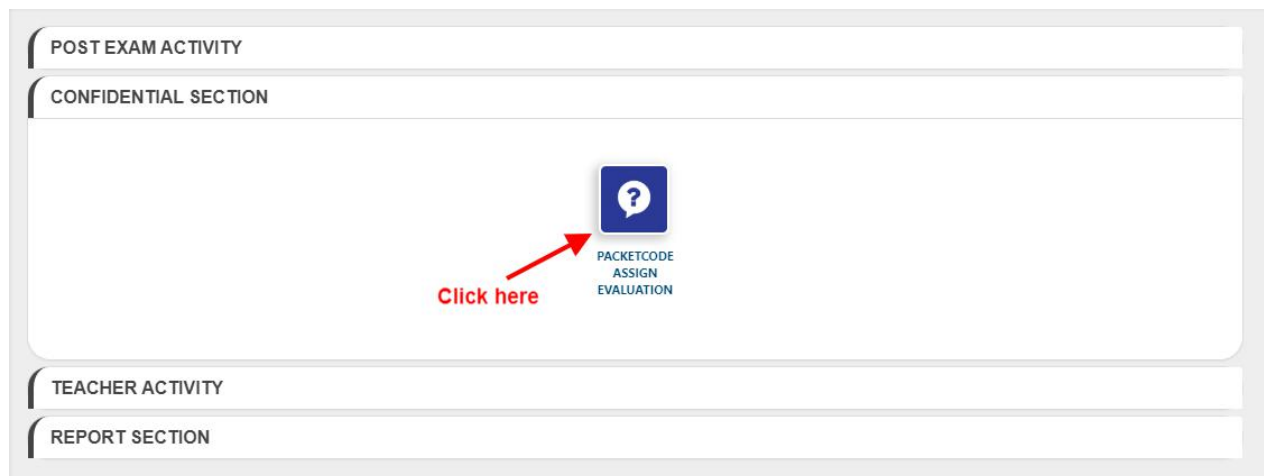 POST EXAM ACTIVITY
CONFIDENTIAL SECTION
?
PACKETCODE
ASSIGN
EVALUATION
Click here
TEACHER ACTIVITY
REPORT SECTION